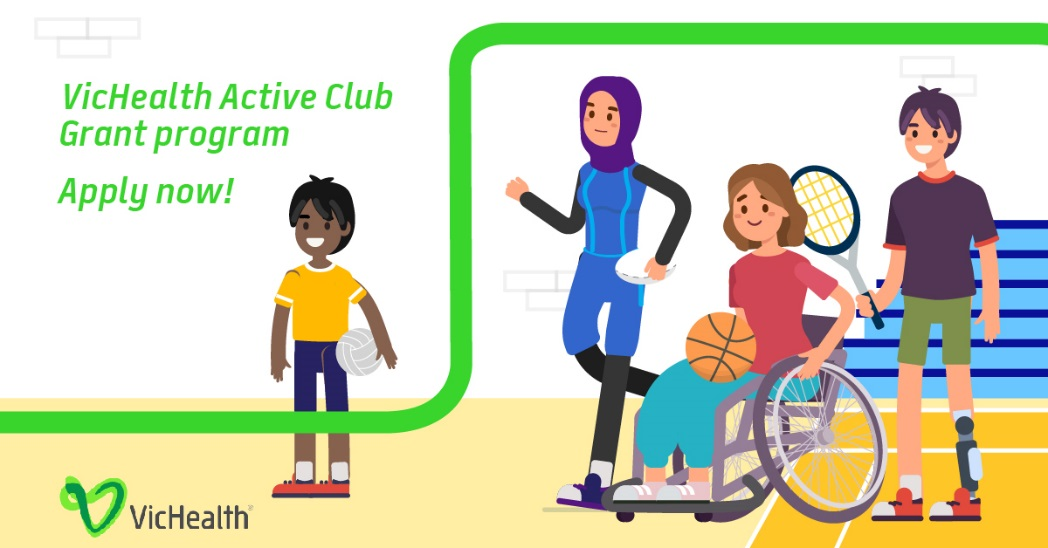 VicHealth Active Club
Grant program
Apply now!
VicHealth